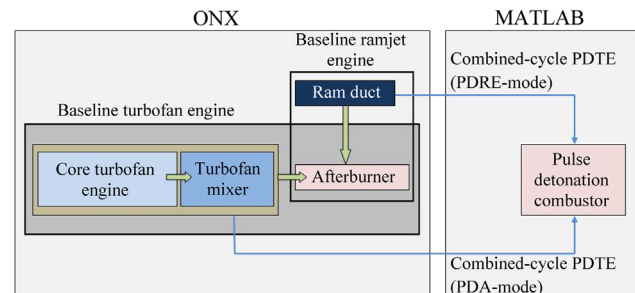 ONX
MATLAB
Baseline ramjet
engine
Ram duct
Baseline turbofan engine
Core turbofan
engine
Turbofan
mixer
Afterburner
Combined-cycle PDTE
(PDRE-mode)
Pulse
detonation
combustor
Combined-cycle PDTE
(PDA-mode)